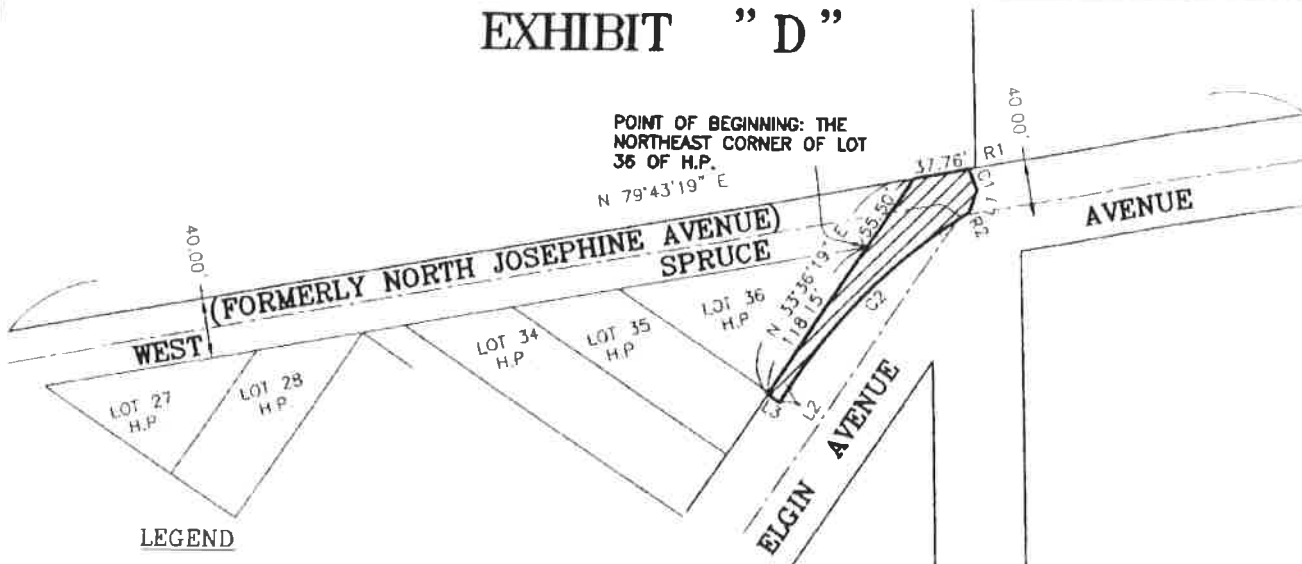 EXHIBIT "D"
POINT OF BEGINNING: THE
NORTHEAST CORNER OF LOT
36 OF H.P.
N 79°43'19" E
37.76'
R1
C1
L1
R2
40.00'
AVENUE
40.00'
(FORMERLY NORTH JOSEPHINE AVENUE)
SPRUCE
WEST
55.50'
N 33°36'19" E
118.15'
C2
LOT 36
H.P
LOT 35
H.P
LOT 34
H.P
LOT 28
H.P
LOT 27
H.P
L3
L2
ELGIN AVENUE
LEGEND